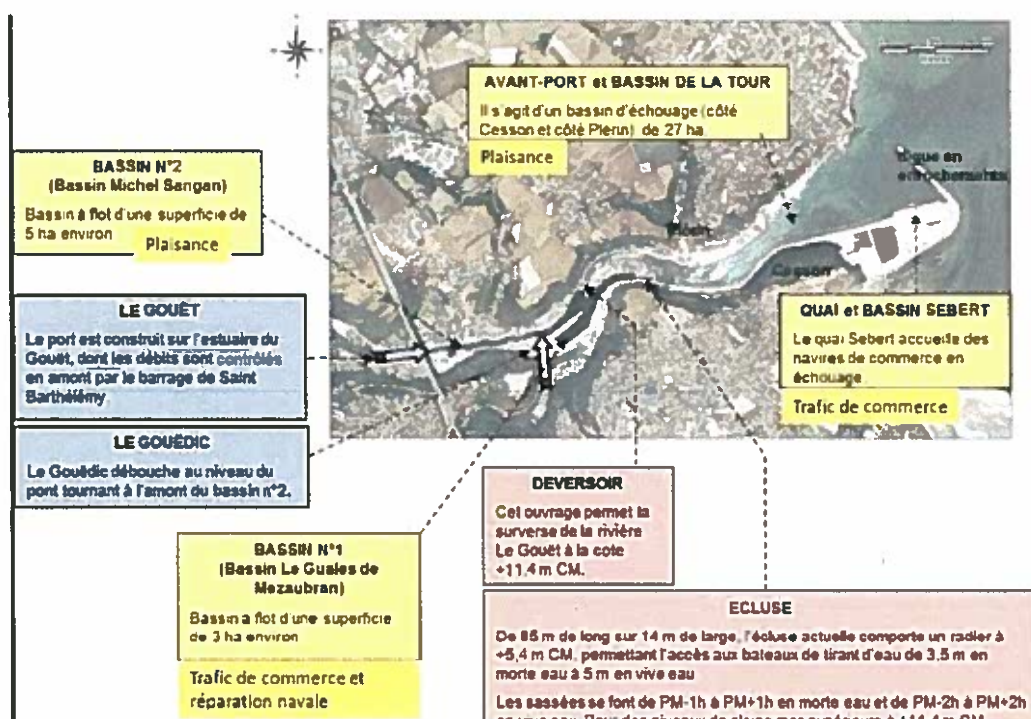 AVANT-PORT et BASSIN DE LA TOUR
Il s'agit d'un bassin d'échouage (côté
Cesson et côté Plérin) de 27 ha.
Plaisance
BASSIN N°2
(Bassin Michel Sangan)
Bassin à flot d'une superficie de
5 ha environ
Plaisance
Digue en
enrochements
Plérin
Cesson
LE GOUËT
Le port est construit sur l'estuaire du
Gouët, dont les débits sont contrôlés
en amont par le barrage de Saint
Barthélémy.
QUAI et BASSIN SEBERT
Le quai Sebert accueille des
navires de commerce en
échouage
Trafic de commerce
LE GOUËDIC
Le Gouëdic débouche au niveau du
pont tournant à l'amont du bassin n°2.
DEVERSOIR
Cet ouvrage permet la
surverse de la rivière
Le Gouët à la cote
+11,4 m CM.
BASSIN N°1
(Bassin Le Guales de
Mezaubran)
Bassin à flot d'une superficie
de 3 ha environ
Trafic de commerce et
réparation navale
ECLUSE
De 85 m de long sur 14 m de large, l'écluse actuelle comporte un radier à
+5,4 m CM, permettant l'accès aux bateaux de tirant d'eau de 3,5 m en
morte eau à 5 m en vive eau
Les sassées se font de PM-1h à PM+1h en morte eau et de PM-2h à PM+2h